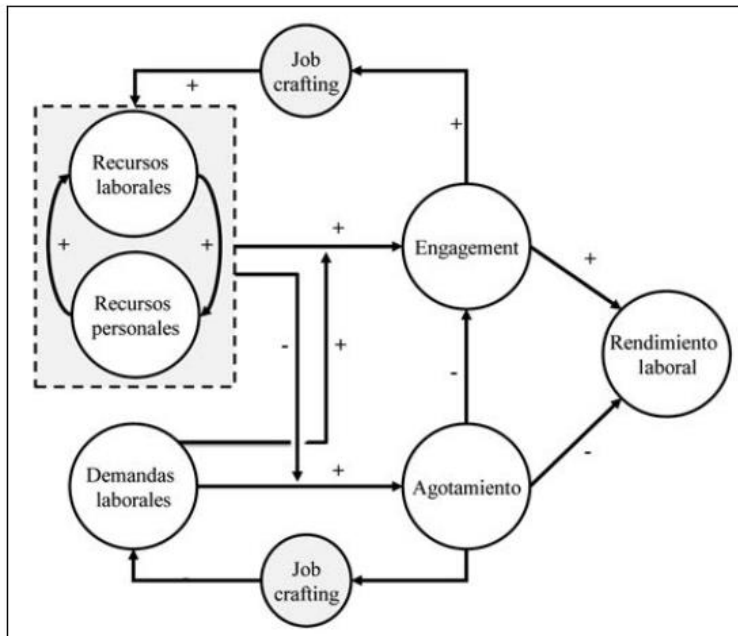 Job
crafting
+
+
Recursos
laborales
+
+
+
Engagement
+
Recursos
personales
-
+
-
Rendimiento
laboral
Demandas
laborales
+
Agotamiento
-
Job
crafting
-